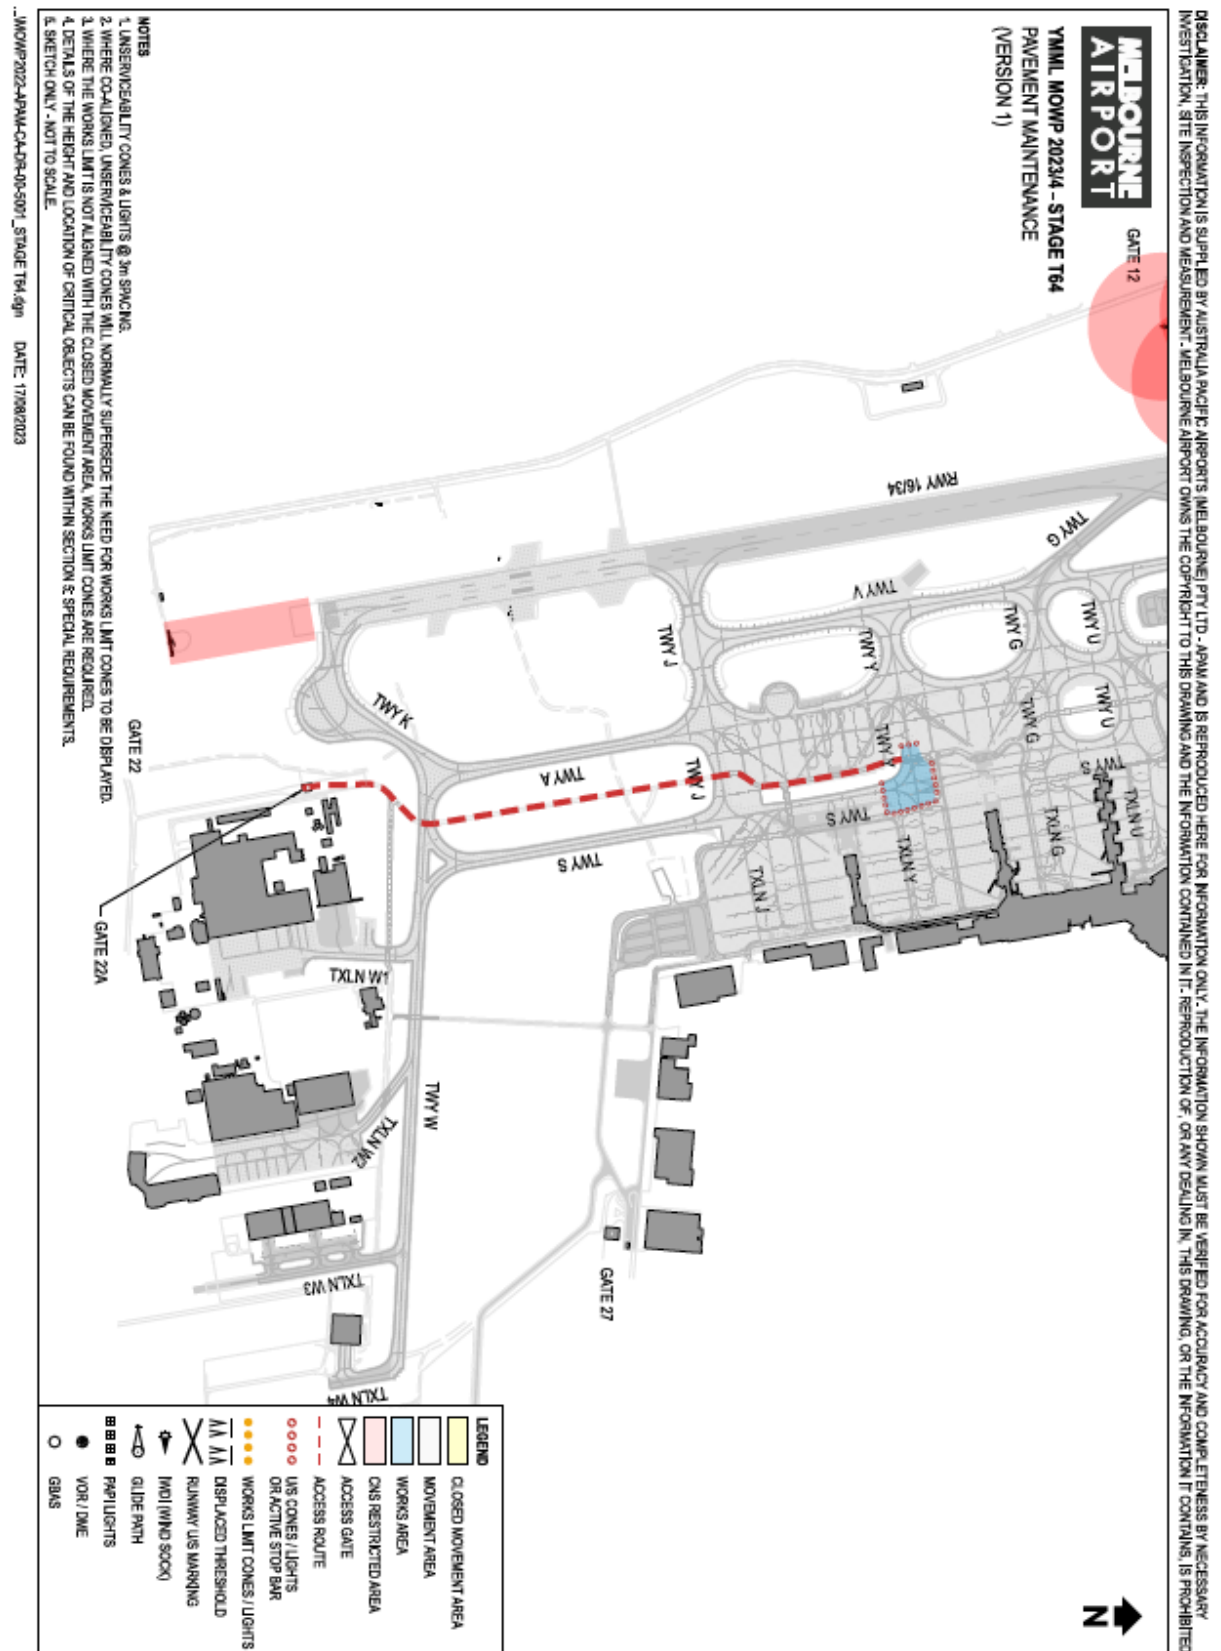 DISCLAIMER: THIS INFORMATION IS SUPPLIED BY AUSTRALIA PACIFIC AIRPORTS (MELBOURNE) PTY LTD - APAM AND IS REPRODUCED HERE FOR INFORMATION ONLY. THE INFORMATION SHOWN MUST BE VERIFIED FOR ACCURACY AND COMPLETENESS BY NECESSARY
INVESTIGATION, SITE INSPECTION AND MEASUREMENT. MELBOURNE AIRPORT OWNS THE COPYRIGHT TO THIS DRAWING AND THE INFORMATION CONTAINED IN IT. REPRODUCTION OF, OR ANY DEALING IN, THIS DRAWING, OR THE INFORMATION IT CONTAINS, IS PROHIBITED
MELBOURNE
AIRPORT
YMML MOWP 2023/4 - STAGE T64
PAVEMENT MAINTENANCE
(VERSION 1)
GATE 12
RWY 16/34
TWY G
TWY V
TWY U
TWY G
TWY Y
TWY J
TWY U
TWY G
TWY S
TWY Y
TXLN U
TXLN G
TXLN Y
TWY S
TXLN J
TWY J
TWY A
TWY K
TWY S
GATE 22
GATE 22A
TXLN W1
TWY W
TXLN W2
GATE 27
TXLN W3
TXLN W4
N
LEGEND
CLOSED MOVEMENT AREA
MOVEMENT AREA
WORKS AREA
CNS RESTRICTED AREA
ACCESS GATE
ACCESS ROUTE
U/S CONES / LIGHTS
OR ACTIVE STOP BAR
WORKS LIMIT CONES / LIGHTS
DISPLACED THRESHOLD
RUNWAY U/S MARKING
IWDI (WIND SOCK)
GLIDE PATH
PAPI LIGHTS
VOR / DME
GBAS
NOTES
1. UNSERVICEABILITY CONES & LIGHTS @ 3m SPACING.
2. WHERE CO-ALIGNED, UNSERVICEABILITY CONES WILL NORMALLY SUPERSEDE THE NEED FOR WORKS LIMIT CONES TO BE DISPLAYED.
3. WHERE THE WORKS LIMIT IS NOT ALIGNED WITH THE CLOSED MOVEMENT AREA, WORKS LIMIT CONES ARE REQUIRED.
4. DETAILS OF THE HEIGHT AND LOCATION OF CRITICAL OBJECTS CAN BE FOUND WITHIN SECTION 5: SPECIAL REQUIREMENTS.
5. SKETCH ONLY - NOT TO SCALE.
...\MOWP2022-APAM-CA-DR-00-5001_STAGE T64.dgn DATE: 17/08/2023